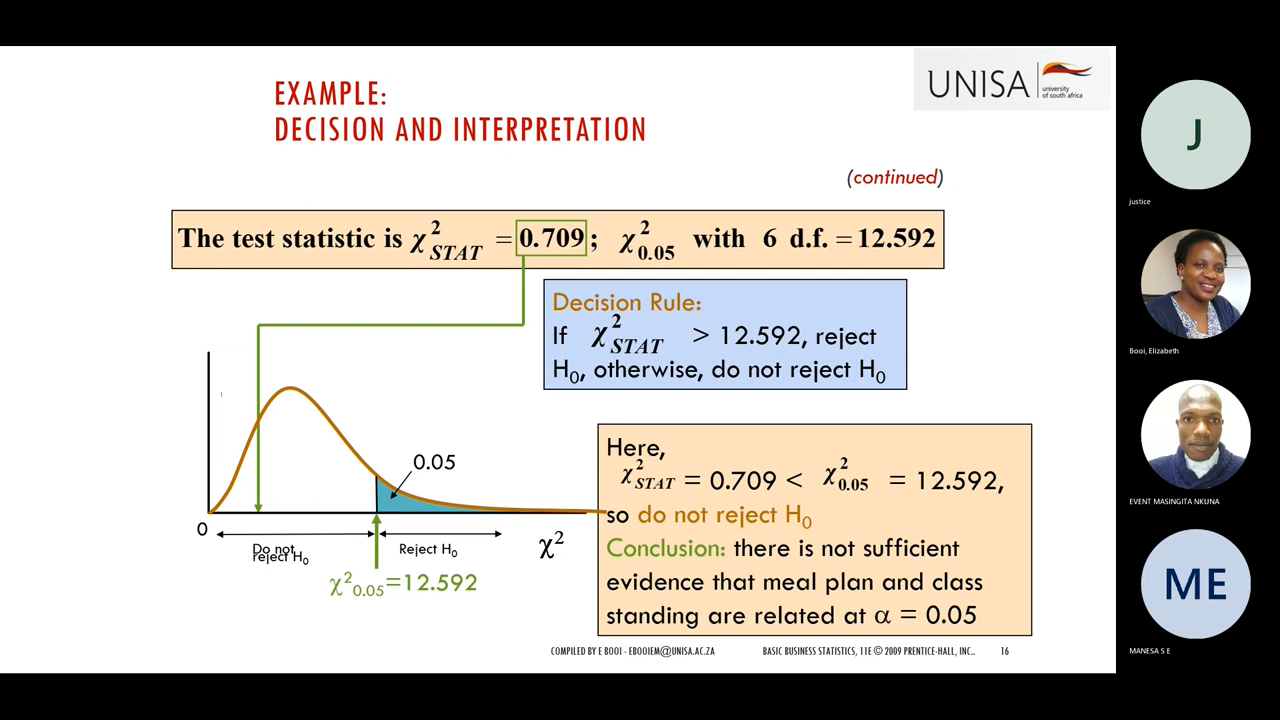 EXAMPLE:
DECISION AND INTERPRETATION
UNISA
university
of south africa
(continued)
The test statistic is χ²STAT = 0.709; χ²0.05 with 6 d.f. = 12.592
Decision Rule:
If χ²STAT > 12.592, reject
H₀, otherwise, do not reject H₀
0.05
0
Do not
reject H₀
Reject H₀
χ²
χ²₀.₀₅=12.592
Here,
χ²STAT = 0.709 < χ²0.05 = 12.592,
so do not reject H₀
Conclusion: there is not sufficient
evidence that meal plan and class
standing are related at α = 0.05
COMPILED BY E BOOI - EBOOIEM@UNISA.AC.ZA
BASIC BUSINESS STATISTICS, 11E © 2009 PRENTICE-HALL, INC..
16
J
justice
Booi, Elizabeth
EVENT MASINGITA NKUNA
ME
MANESA S E